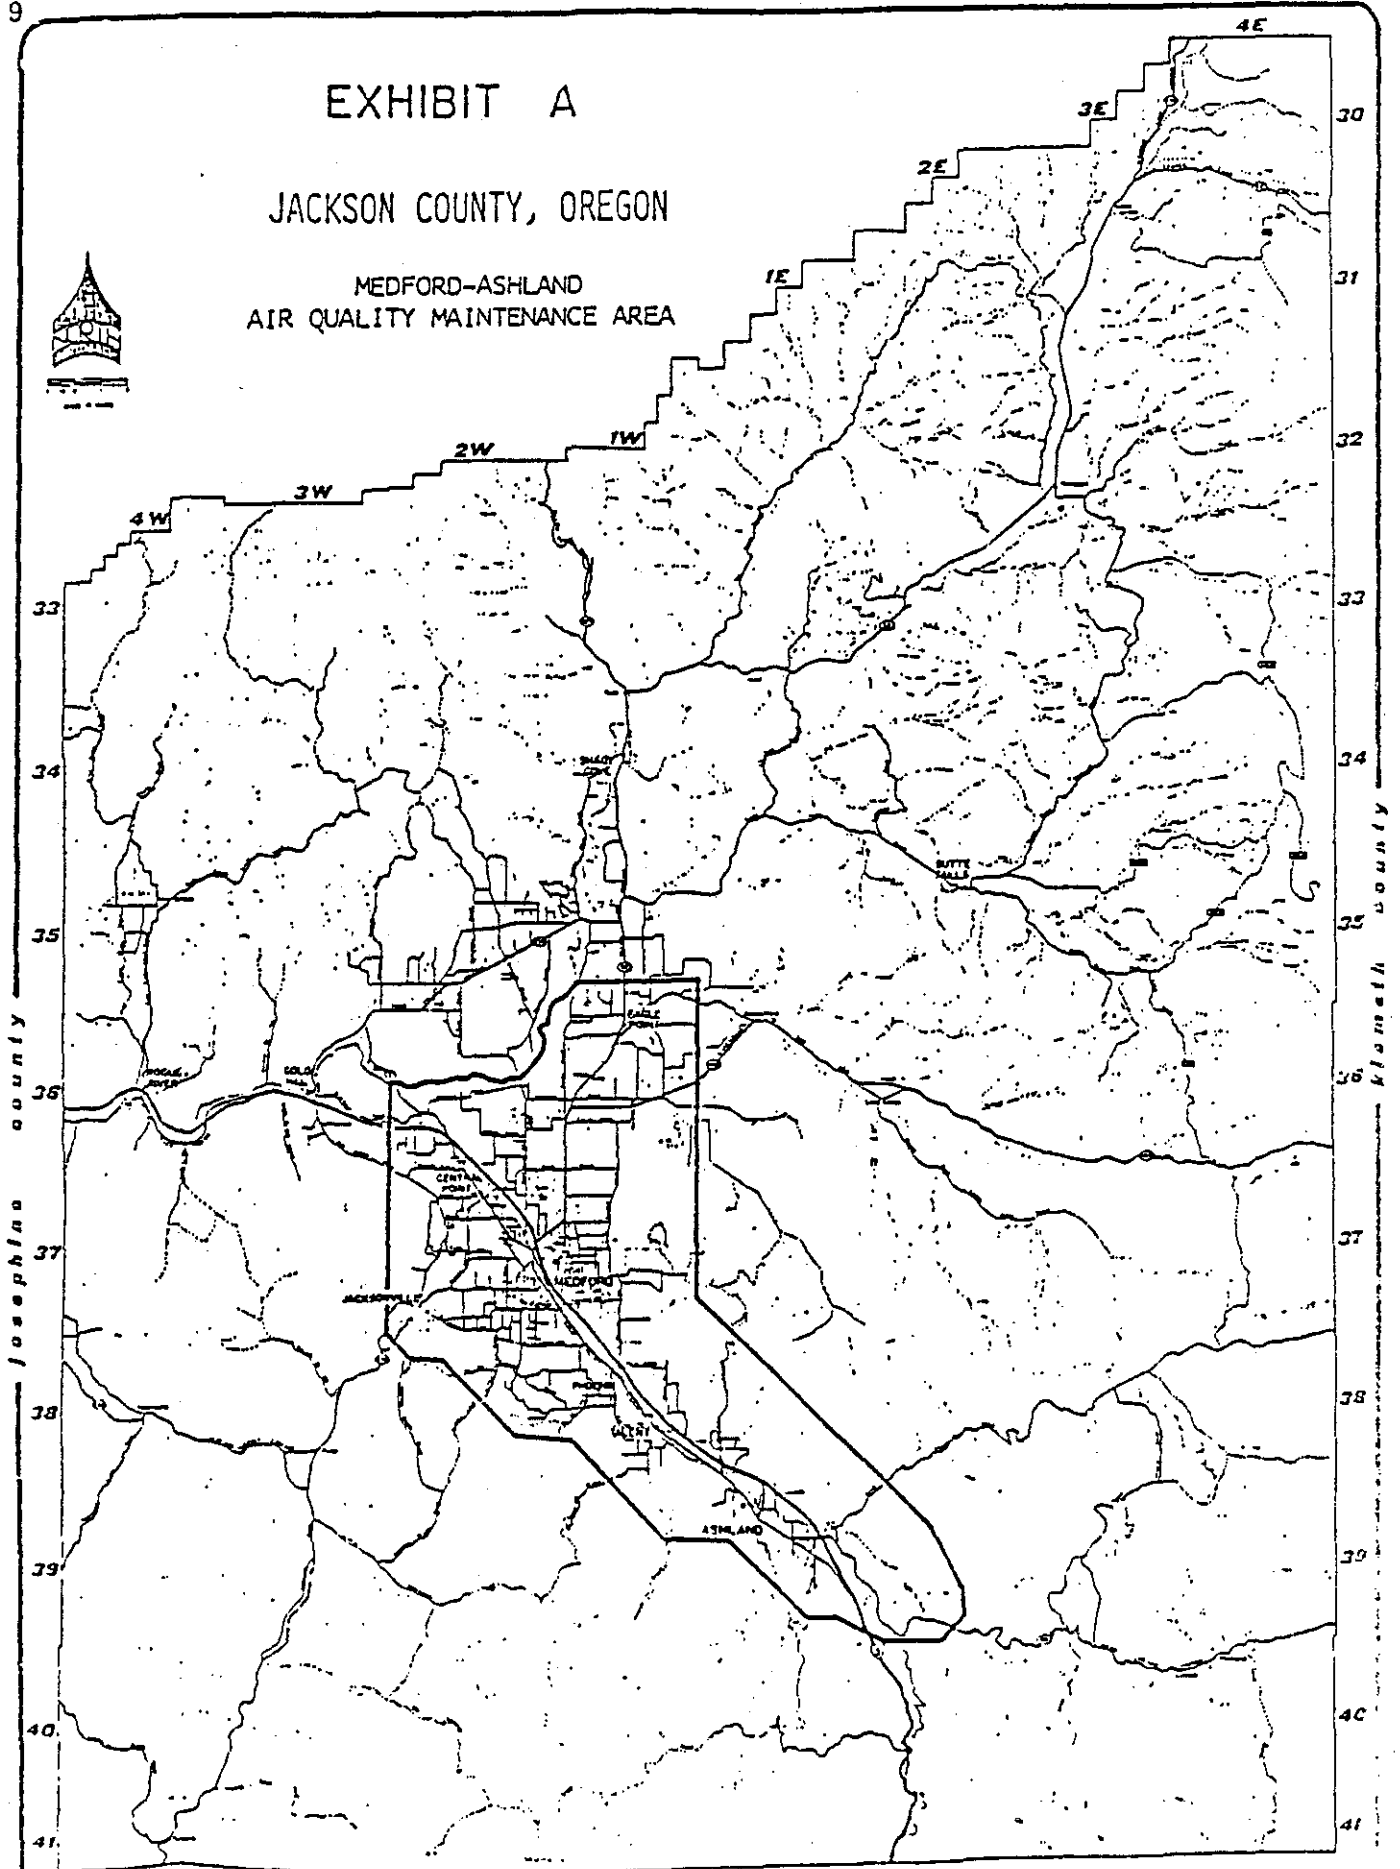 9
EXHIBIT A
JACKSON COUNTY, OREGON
MEDFORD-ASHLAND
AIR QUALITY MAINTENANCE AREA
4E
3E
2E
1E
1W
2W
3W
4W
30
31
32
33
33
34
34
35
35
36
36
37
37
38
38
39
39
40
40
41
41
SHADY
COVE
BUTTE
FALLS
EAGLE
POINT
ROGUE
RIVER
GOLD
HILL
CENTRAL
POINT
MEDFORD
JACKSONVILLE
PHOENIX
TALENT
ASHLAND
josephine county
klamath county